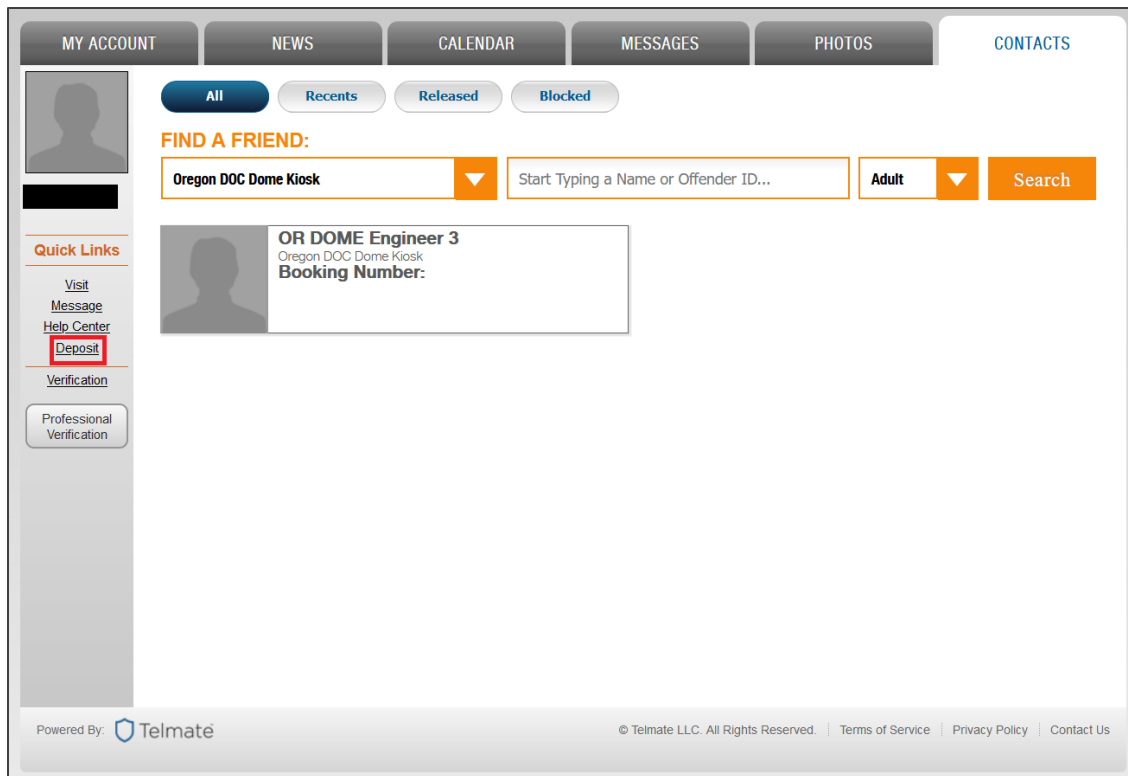 MY ACCOUNT NEWS CALENDAR MESSAGES PHOTOS CONTACTS
All Recents Released Blocked
FIND A FRIEND:
Oregon DOC Dome Kiosk Start Typing a Name or Offender ID... Adult Search
OR DOME Engineer 3
Oregon DOC Dome Kiosk
Booking Number:
Quick Links
Visit
Message
Help Center
Deposit
Verification
Professional
Verification
Powered By: Telmate © Telmate LLC. All Rights Reserved. Terms of Service Privacy Policy Contact Us